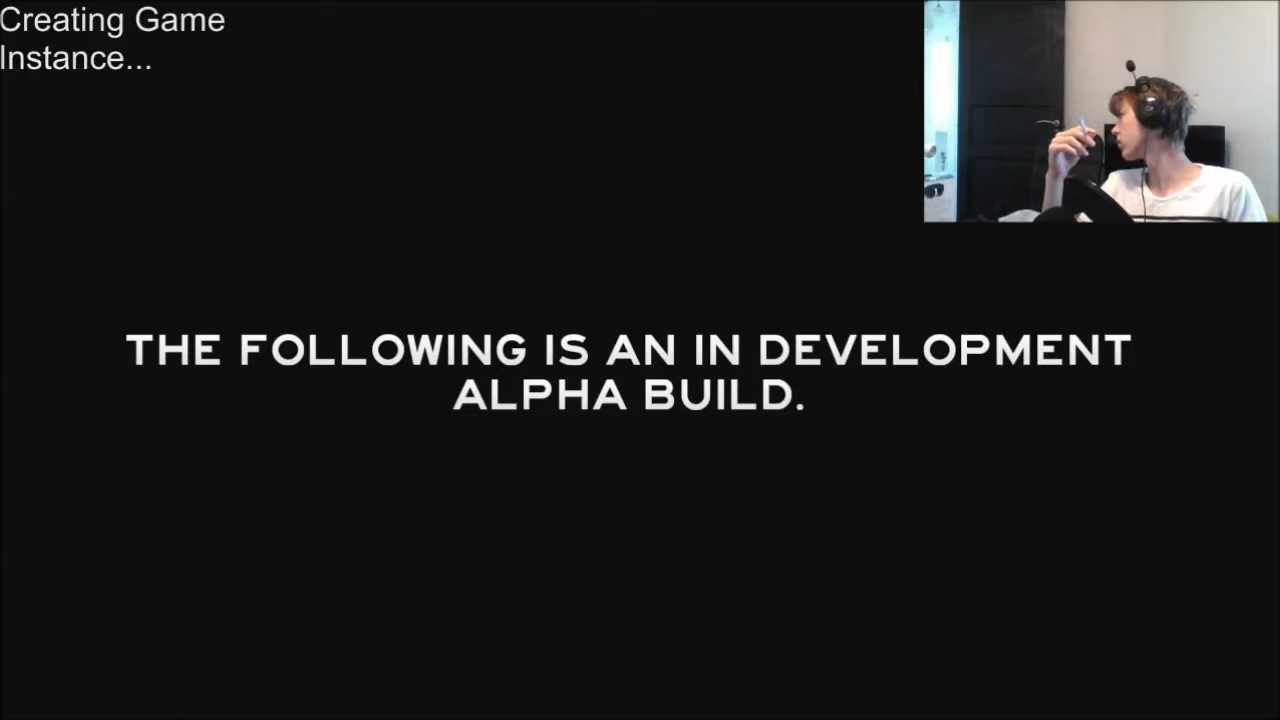 Creating Game
Instance...
THE FOLLOWING IS AN IN DEVELOPMENT
ALPHA BUILD.